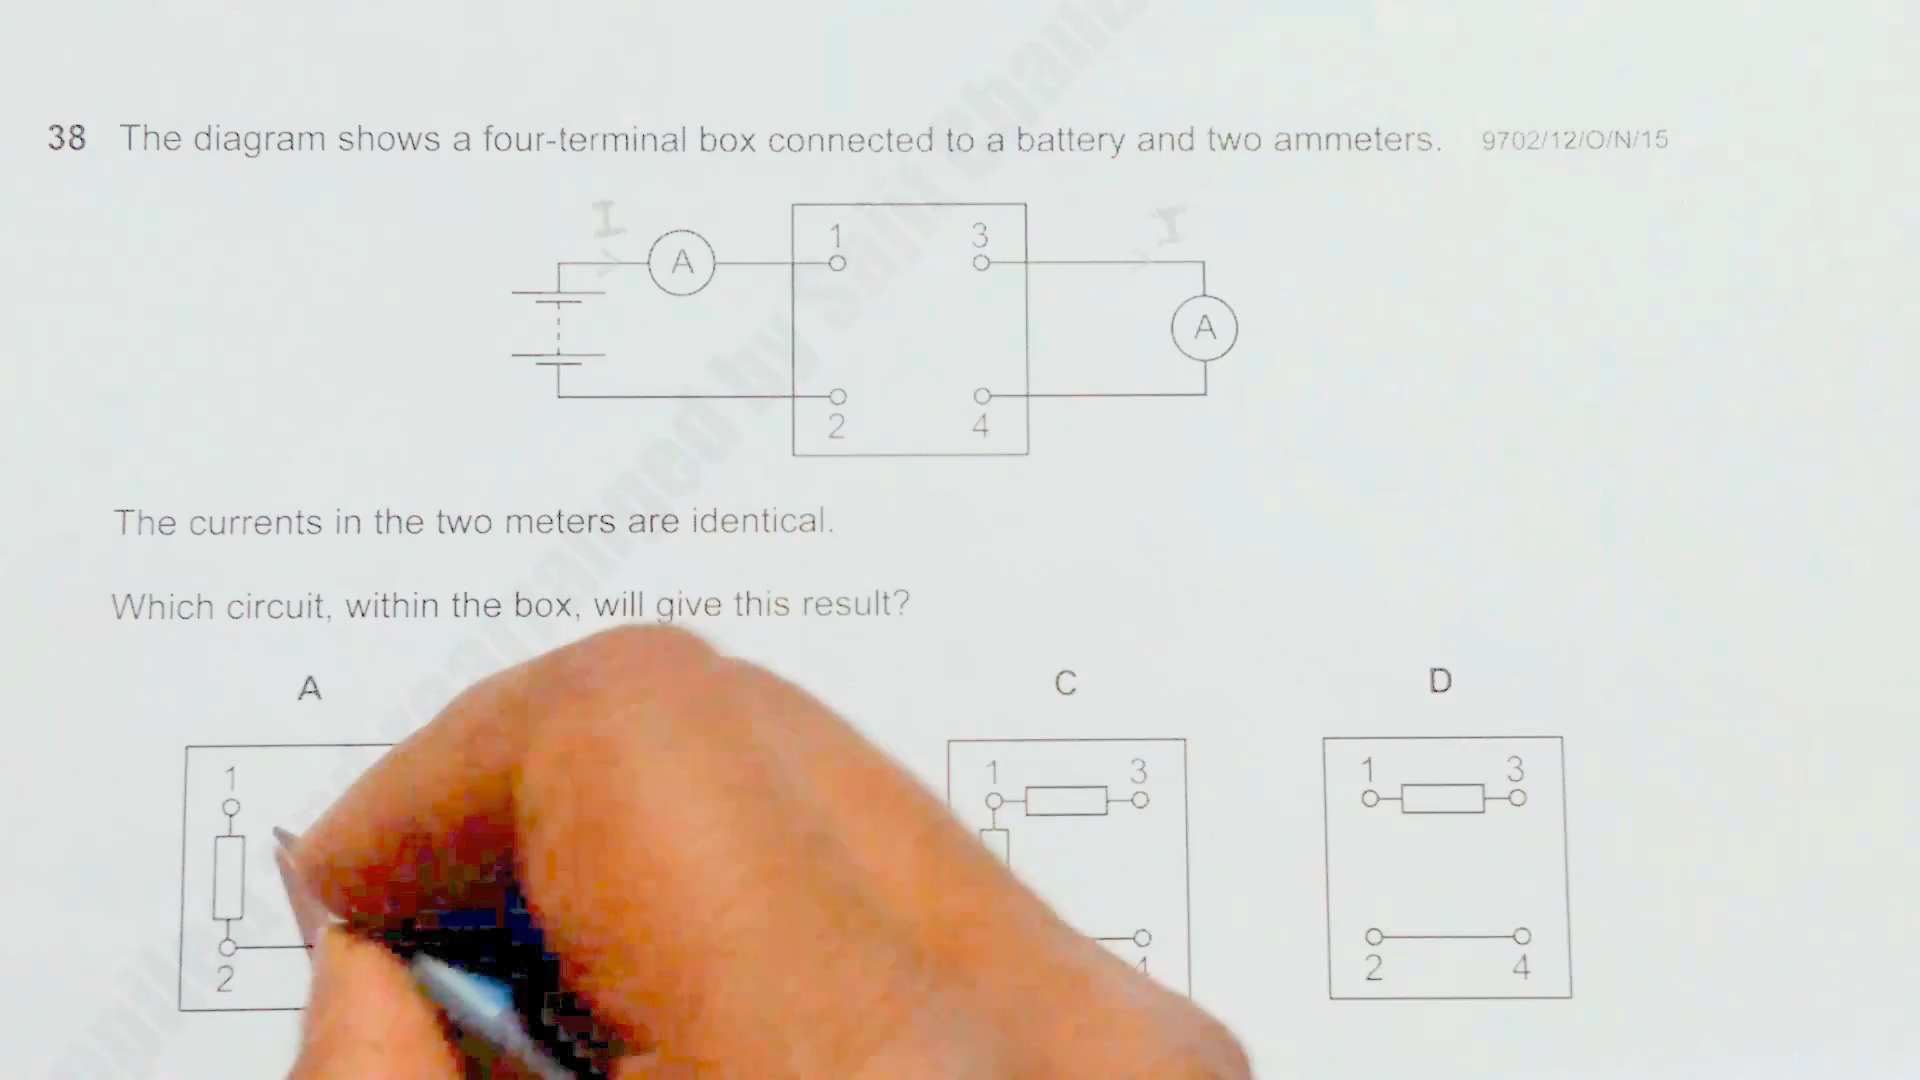 38 The diagram shows a four-terminal box connected to a battery and two ammeters. 9702/12/O/N/15
I I
A 1 3
A
2 4
The currents in the two meters are identical.
Which circuit, within the box, will give this result?
A C D
1 1 3 1 3
2 4 2 4